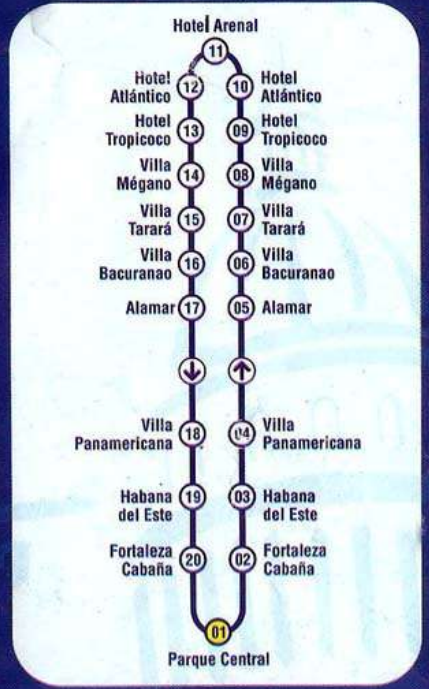 Hotel Arenal
11
Hotel
Atlántico
12
10
Hotel
Atlántico
Hotel
Tropicoco
13
09
Hotel
Tropicoco
Villa
Mégano
14
08
Villa
Mégano
Villa
Tarará
15
07
Villa
Tarará
Villa
Bacuranao
16
06
Villa
Bacuranao
Alamar
17
05
Alamar
Villa
Panamericana
18
04
Villa
Panamericana
Habana
del Este
19
03
Habana
del Este
Fortaleza
Cabaña
20
02
Fortaleza
Cabaña
01
Parque Central